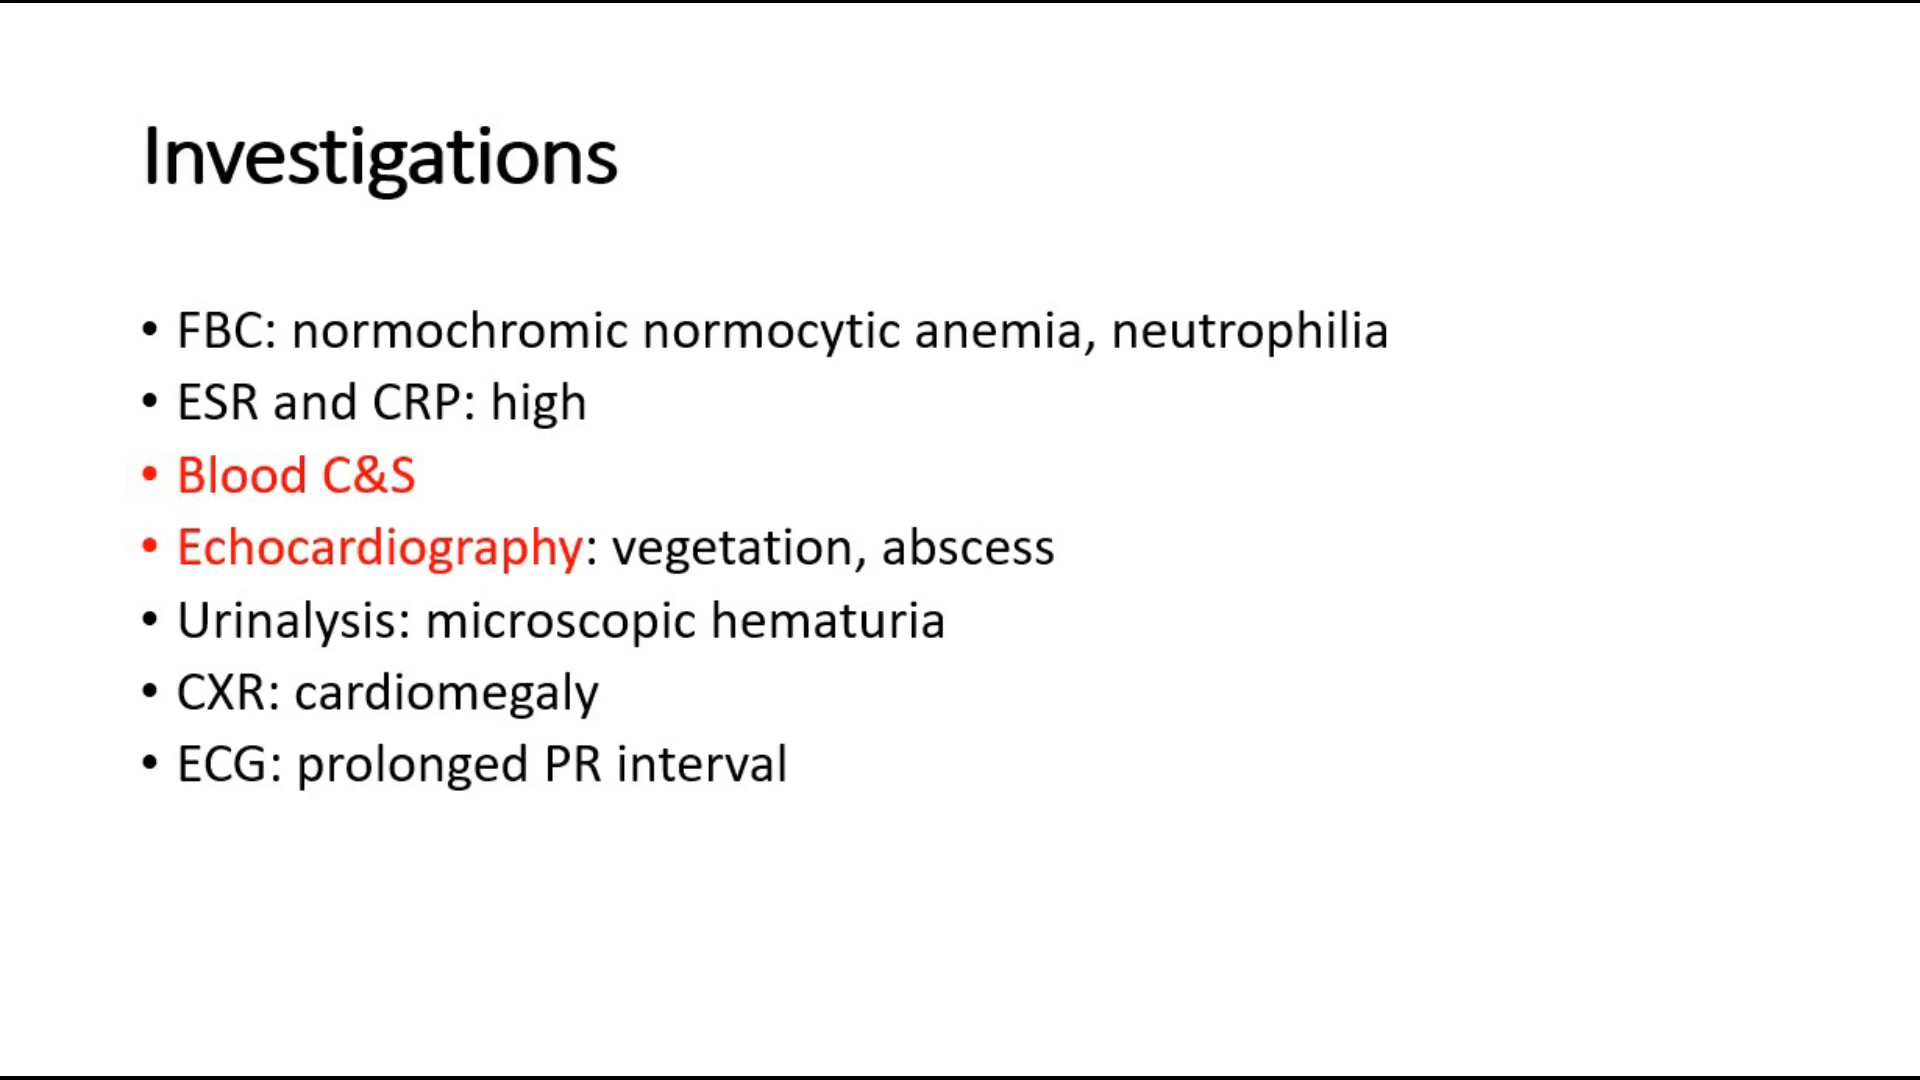 Investigations
• FBC: normochromic normocytic anemia, neutrophilia
• ESR and CRP: high
• Blood C&S
• Echocardiography: vegetation, abscess
• Urinalysis: microscopic hematuria
• CXR: cardiomegaly
• ECG: prolonged PR interval